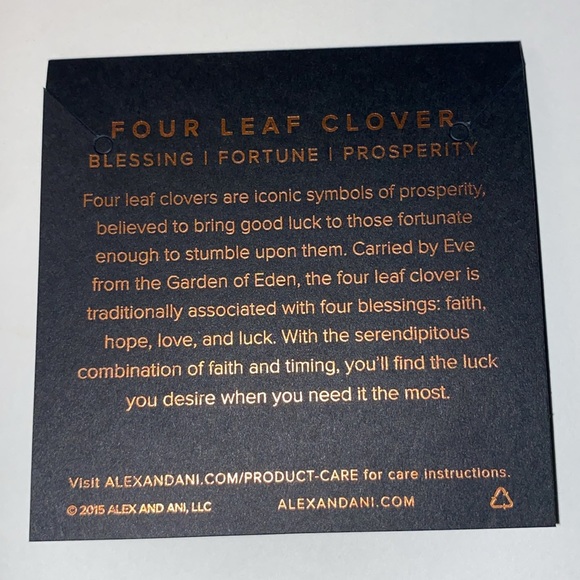 FOUR LEAF CLOVER
BLESSING | FORTUNE | PROSPERITY
Four leaf clovers are iconic symbols of prosperity,
believed to bring good luck to those fortunate
enough to stumble upon them. Carried by Eve
from the Garden of Eden, the four leaf clover is
traditionally associated with four blessings: faith,
hope, love, and luck. With the serendipitous
combination of faith and timing, you'll find the luck
you desire when you need it the most.
Visit ALEXANDANI.COM/PRODUCT-CARE for care instructions.
© 2015 ALEX AND ANI, LLC ALEXANDANI.COM